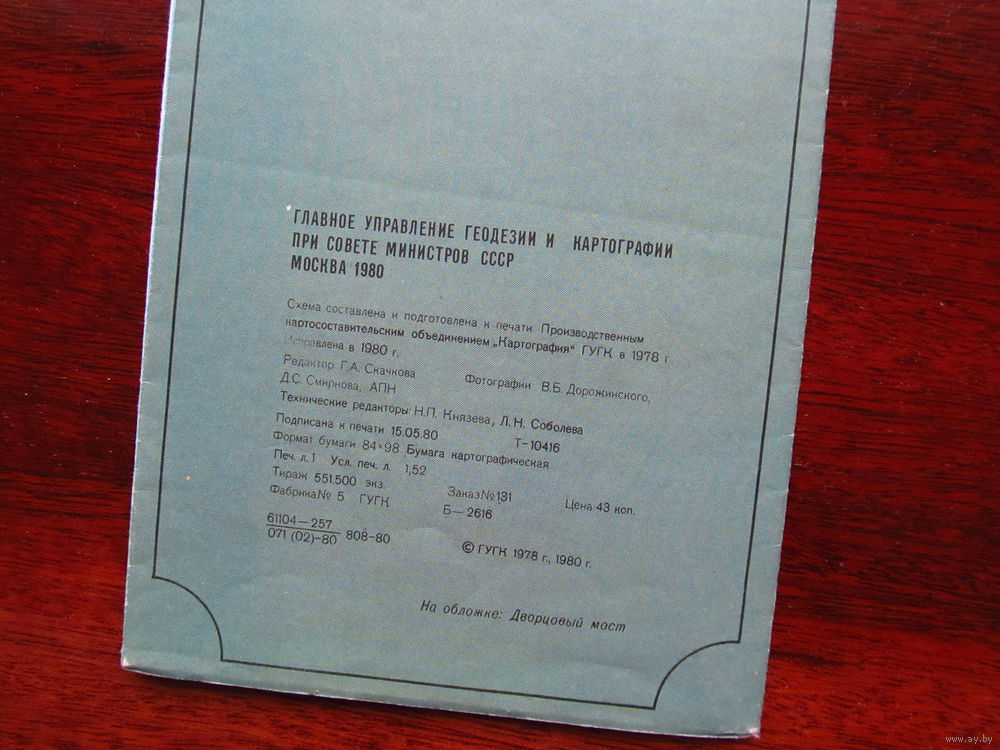 ГЛАВНОЕ УПРАВЛЕНИЕ ГЕОДЕЗИИ И КАРТОГРАФИИ
ПРИ СОВЕТЕ МИНИСТРОВ СССР
МОСКВА 1980
Схема составлена и подготовлена к печати Производственным
картосоставительским объединением „Картография“ ГУГК в 1978 г
Исправлена в 1980 г.
Редактор Г.А. Скачкова Фотографии В.Б. Дорожинского,
Д.С. Смирнова, АПН
Технические редакторы: Н.П. Князева, Л.Н. Соболева
Подписана к печати 15.05.80 Т-10416
Формат бумаги 84×98 Бумага картографическая
Печ. л. 1 Усл. печ. л. 1,52
Тираж 551.500 экз. Заказ № 131 Цена 43 коп.
Фабрика № 5 ГУГК Б—2616
61104—257
071 (02)-80 808-80
© ГУГК 1978 г., 1980 г.
На обложке: Дворцовый мост
www.ay.by